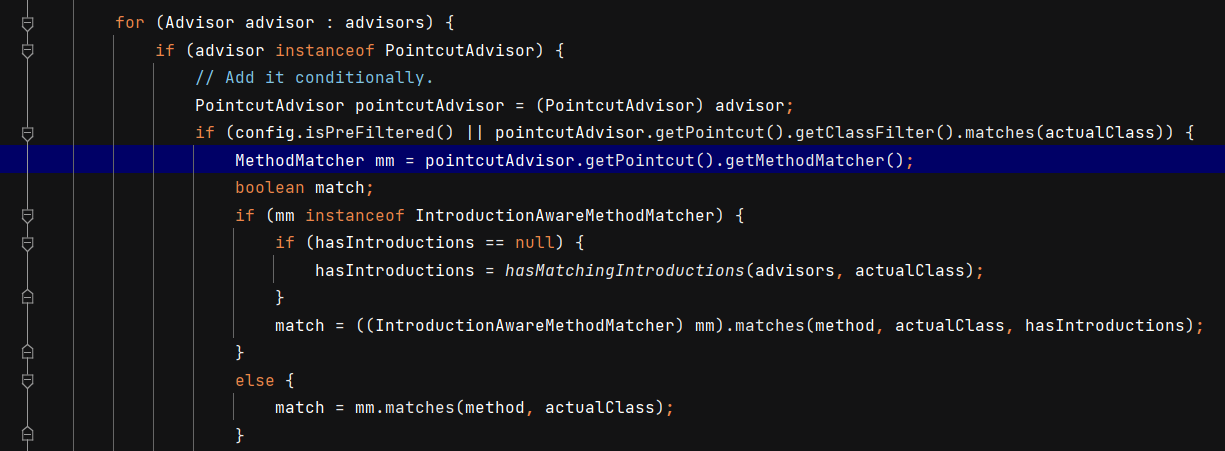 for (Advisor advisor : advisors) {
if (advisor instanceof PointcutAdvisor) {
// Add it conditionally.
PointcutAdvisor pointcutAdvisor = (PointcutAdvisor) advisor;
if (config.isPreFiltered() || pointcutAdvisor.getPointcut().getClassFilter().matches(actualClass)) {
MethodMatcher mm = pointcutAdvisor.getPointcut().getMethodMatcher();
boolean match;
if (mm instanceof IntroductionAwareMethodMatcher) {
if (hasIntroductions == null) {
hasIntroductions = hasMatchingIntroductions(advisors, actualClass);
}
match = ((IntroductionAwareMethodMatcher) mm).matches(method, actualClass, hasIntroductions);
}
else {
match = mm.matches(method, actualClass);
}